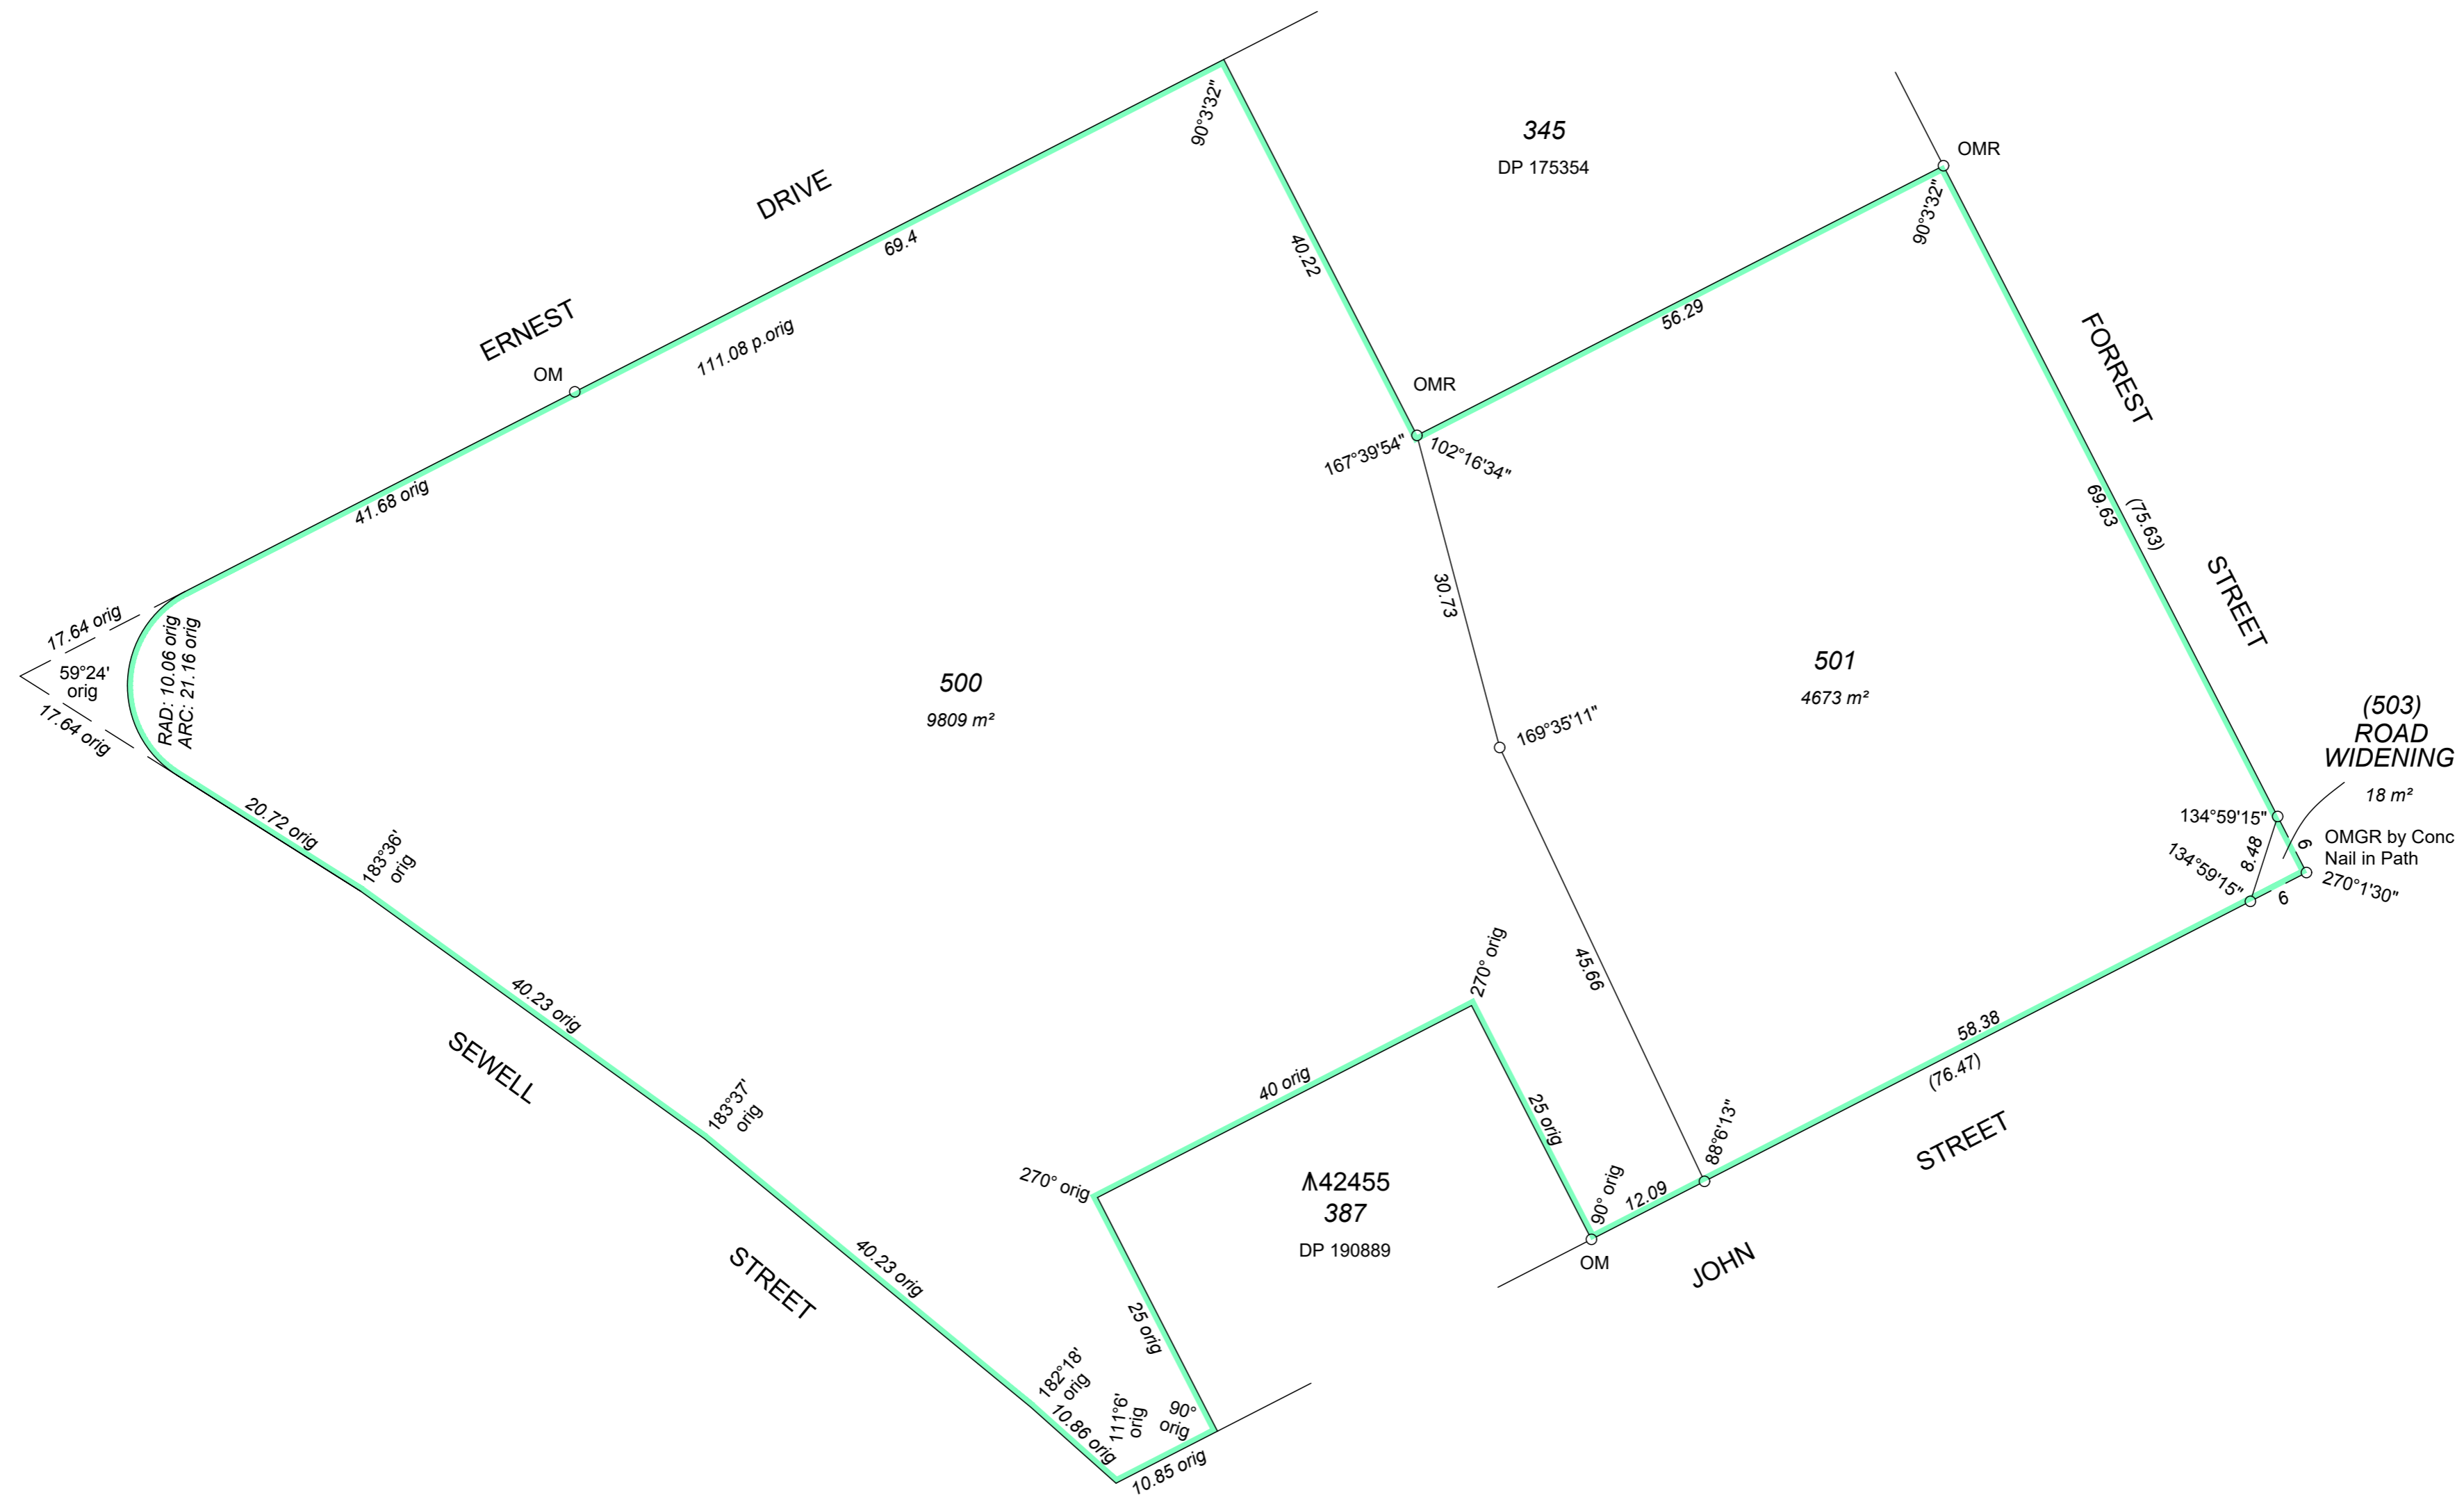 ERNEST
DRIVE
90°3'32"
345
DP 175354
OMR
90°3'32"
69.4
111.08 p.orig
40.22
56.29
OM
OMR
167°39'54"
102°16'34"
FORREST
STREET
41.68 orig
69.63
(75.63)
30.73
17.64 orig
59°24'
orig
17.64 orig
RAD: 10.06 orig
ARC: 21.16 orig
500
9809 m²
501
4673 m²
169°35'11"
(503)
ROAD
WIDENING
18 m²
134°59'15"
8.48
6
OMGR by Conc
Nail in Path
134°59'15"
6
270°1'30"
20.72 orig
183°36'
orig
40.23 orig
SEWELL
STREET
183°37'
orig
270° orig
45.66
58.38
(76.47)
40 orig
25 orig
270° orig
42455
387
DP 190889
90° orig
12.09
88°6'13"
OM
JOHN
STREET
40.23 orig
25 orig
182°18'
orig
10.86 orig
111°6'
orig
90°
orig
10.85 orig